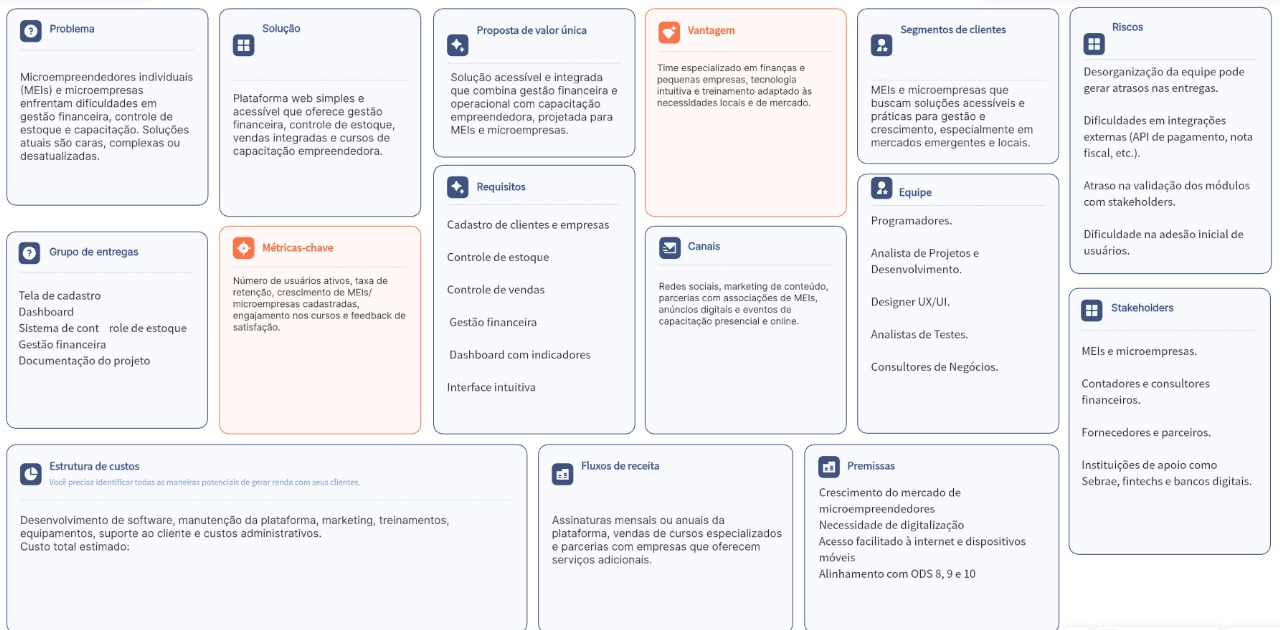 Problema
Microempreendedores individuais
(MEIs) e microempresas
enfrentam dificuldades em
gestão financeira, controle de
estoque e capacitação. Soluções
atuais são caras, complexas ou
desatualizadas.
Solução
Plataforma web simples e
acessível que oferece gestão
financeira, controle de estoque,
vendas integradas e cursos de
capacitação empreendedora.
Proposta de valor única
Solução acessível e integrada
que combina gestão financeira e
operacional com capacitação
empreendedora, projetada para
MEIs e microempresas.
Vantagem
Time especializado em finanças e
pequenas empresas, tecnologia
intuitiva e treinamento adaptado às
necessidades locais e de mercado.
Segmentos de clientes
MEIs e microempresas que
buscam soluções acessíveis e
práticas para gestão e
crescimento, especialmente em
mercados emergentes e locais.
Riscos
Desorganização da equipe pode
gerar atrasos nas entregas.
Dificuldades em integrações
externas (API de pagamento, nota
fiscal, etc.).
Atraso na validação dos módulos
com stakeholders.
Dificuldade na adesão inicial de
usuários.
Grupo de entregas
Tela de cadastro
Dashboard
Sistema de cont role de estoque
Gestão financeira
Documentação do projeto
Métricas-chave
Número de usuários ativos, taxa de
retenção, crescimento de MEIs/
microempresas cadastradas,
engajamento nos cursos e feedback de
satisfação.
Requisitos
Cadastro de clientes e empresas
Controle de estoque
Controle de vendas
Gestão financeira
Dashboard com indicadores
Interface intuitiva
Canais
Redes sociais, marketing de conteúdo,
parcerias com associações de MEIs,
anúncios digitais e eventos de
capacitação presencial e online.
Equipe
Programadores.
Analista de Projetos e
Desenvolvimento.
Designer UX/UI.
Analistas de Testes.
Consultores de Negócios.
Stakeholders
MEIs e microempresas.
Contadores e consultores
financeiros.
Fornecedores e parceiros.
Instituições de apoio como
Sebrae, fintechs e bancos digitais.
Estrutura de custos
Você precisa identificar todas as maneiras potenciais de gerar renda com seus clientes.
Desenvolvimento de software, manutenção da plataforma, marketing, treinamentos,
equipamentos, suporte ao cliente e custos administrativos.
Custo total estimado:
Fluxos de receita
Assinaturas mensais ou anuais da
plataforma, vendas de cursos especializados
e parcerias com empresas que oferecem
serviços adicionais.
Premissas
Crescimento do mercado de
microempreendedores
Necessidade de digitalização
Acesso facilitado à internet e dispositivos
móveis
Alinhamento com ODS 8, 9 e 10